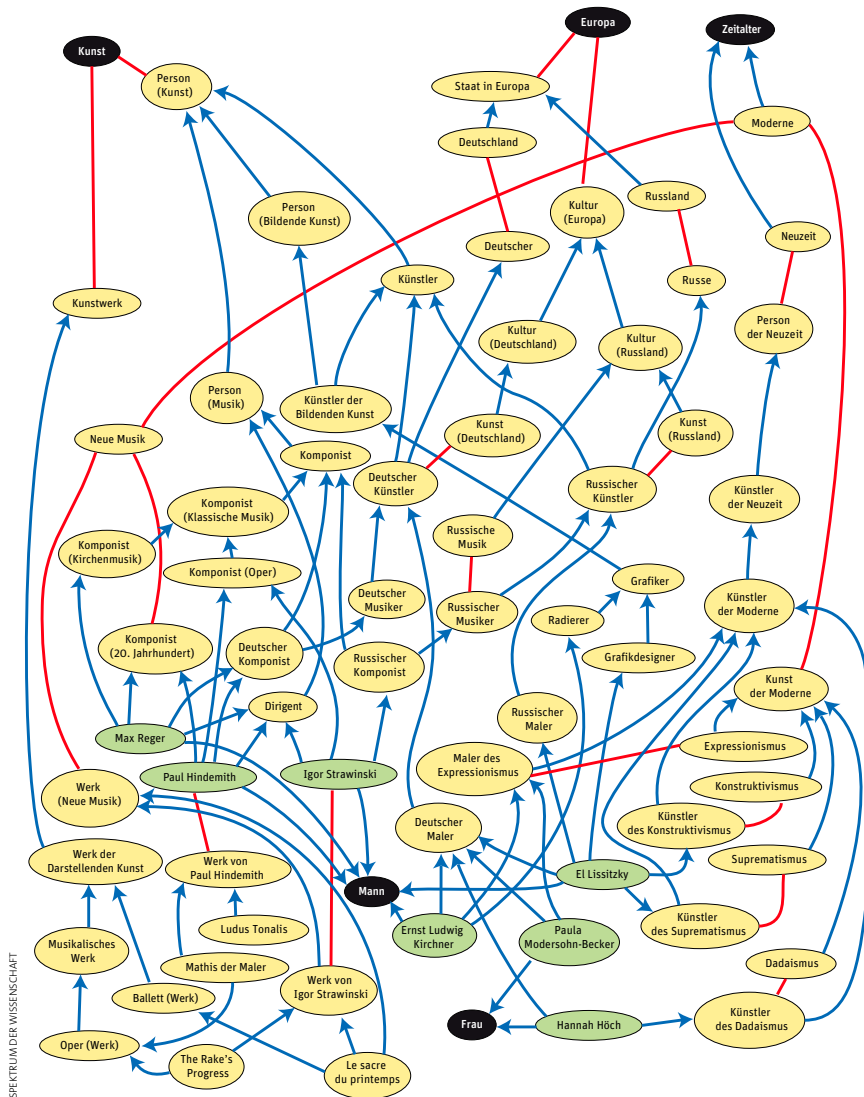 Kunst
Europa
Zeitalter
Person
(Kunst)
Staat in Europa
Moderne
Deutschland
Person
(Bildende Kunst)
Kultur
(Europa)
Russland
Deutscher
Neuzeit
Künstler
Russe
Kunstwerk
Kultur
(Deutschland)
Kultur
(Russland)
Person
der Neuzeit
Person
(Musik)
Künstler der
Bildenden Kunst
Neue Musik
Kunst
(Deutschland)
Kunst
(Russland)
Komponist
Deutscher
Künstler
Russischer
Künstler
Künstler
der Neuzeit
Komponist
(Klassische Musik)
Russische
Musik
Komponist
(Kirchenmusik)
Komponist (Oper)
Grafiker
Deutscher
Musiker
Russischer
Musiker
Radierer
Künstler
der Moderne
Komponist
(20. Jahrhundert)
Deutscher
Komponist
Russischer
Komponist
Grafikdesigner
Kunst
der Moderne
Dirigent
Russischer
Maler
Max Reger
Expressionismus
Maler des
Expressionismus
Paul Hindemith
Igor Strawinski
Konstruktivismus
Werk
(Neue Musik)
Deutscher
Maler
Künstler
des Konstruktivismus
Werk der
Darstellenden Kunst
Werk von
Paul Hindemith
Suprematismus
El Lissitzky
Mann
Künstler
des Suprematismus
Ludus Tonalis
Ernst Ludwig
Kirchner
Paula
Modersohn-Becker
Musikalisches
Werk
Mathis der Maler
Dadaismus
Werk von
Igor Strawinski
Ballett (Werk)
Künstler
des Dadaismus
Frau
Hannah Höch
Oper (Werk)
The Rake's
Progress
Le sacre
du printemps
SPEKTRUM DER WISSENSCHAFT